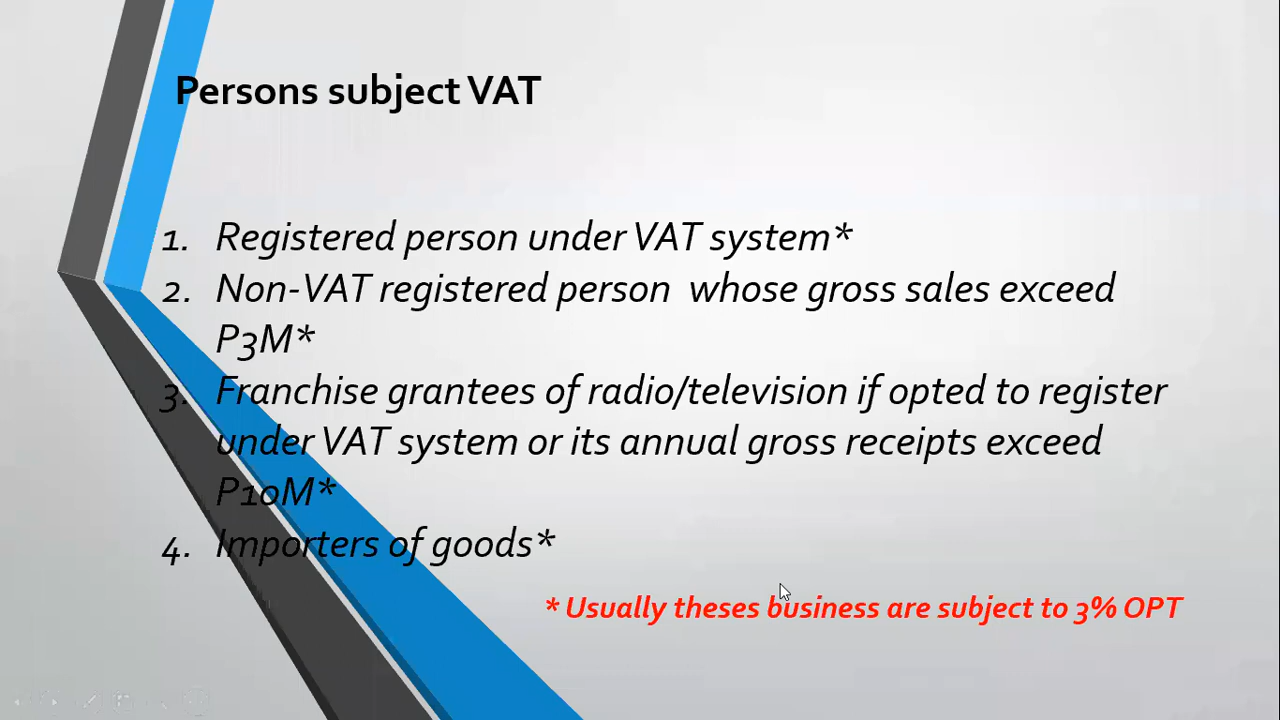 Persons subject VAT
1. Registered person under VAT system*
2. Non-VAT registered person whose gross sales exceed
P3M*
3. Franchise grantees of radio/television if opted to register
under VAT system or its annual gross receipts exceed
P10M*
4. Importers of goods*
* Usually theses business are subject to 3% OPT